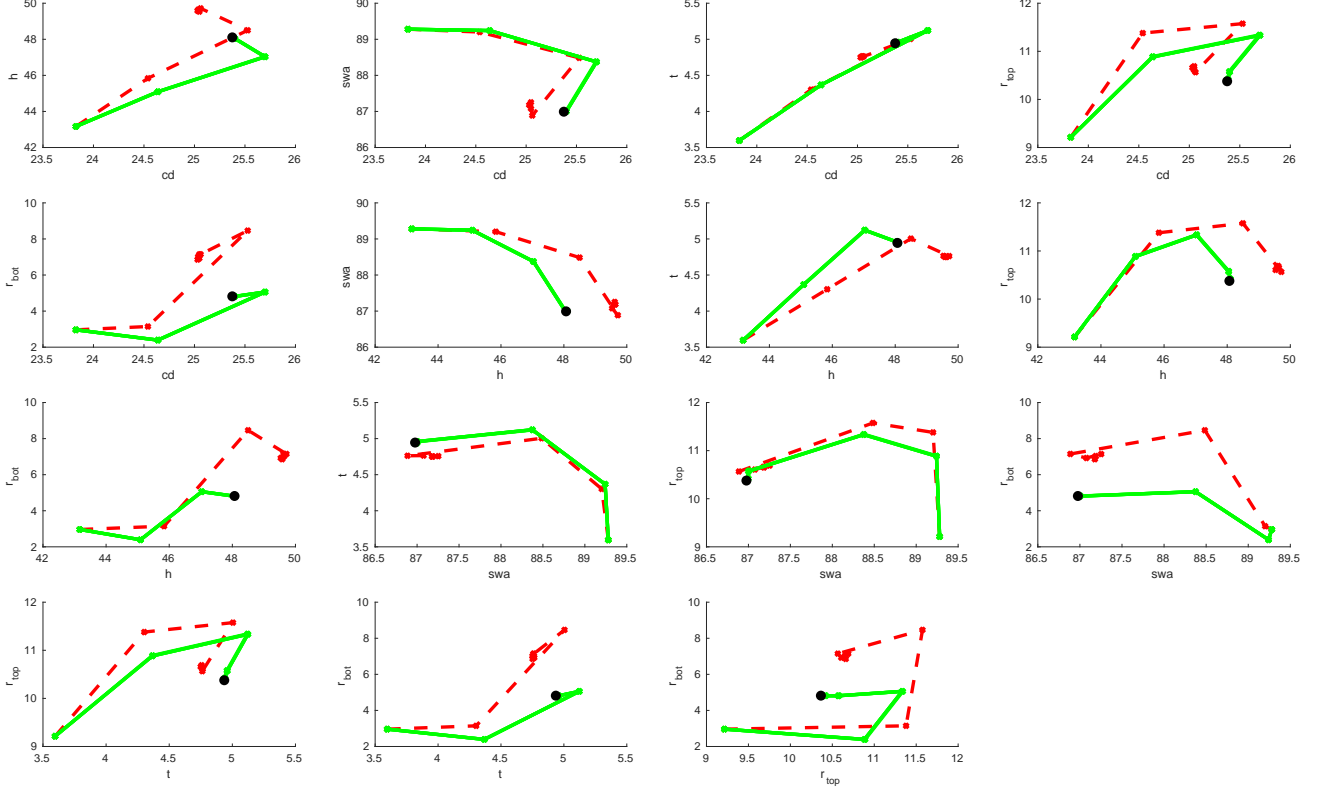 h
50
48
46
44
42
23.5 24 24.5 25 25.5 26
cd
swa
90
89
88
87
86
23.5 24 24.5 25 25.5 26
cd
t
5.5
5
4.5
4
3.5
23.5 24 24.5 25 25.5 26
cd
r_top
12
11
10
9
23.5 24 24.5 25 25.5 26
cd
r_bot
10
8
6
4
2
23.5 24 24.5 25 25.5 26
cd
swa
90
89
88
87
86
42 44 46 48 50
h
t
5.5
5
4.5
4
3.5
42 44 46 48 50
h
r_top
12
11
10
9
42 44 46 48 50
h
r_bot
10
8
6
4
2
42 44 46 48 50
h
t
5.5
5
4.5
4
3.5
86.5 87 87.5 88 88.5 89 89.5
swa
r_top
12
11
10
9
86.5 87 87.5 88 88.5 89 89.5
swa
r_bot
10
8
6
4
2
86.5 87 87.5 88 88.5 89 89.5
swa
r_top
12
11
10
9
3.5 4 4.5 5 5.5
t
r_bot
10
8
6
4
2
3.5 4 4.5 5 5.5
t
r_bot
10
8
6
4
2
9 9.5 10 10.5 11 11.5 12
r_top